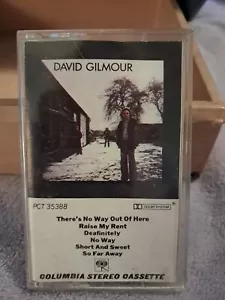 DAVID GILMOUR
PCT 35388
There's No Way Out Of Here
Raise My Rent
Deafinitely
No Way
Short And Sweet
So Far Away
COLUMBIA STEREO CASSETTE